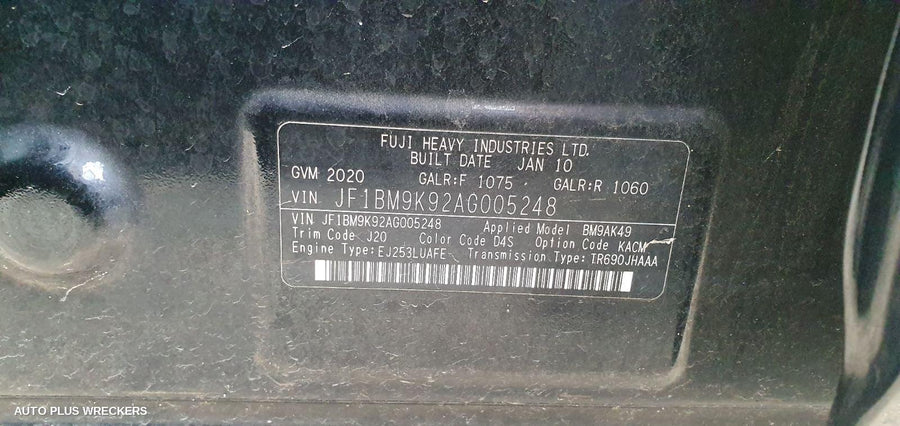 FUJI HEAVY INDUSTRIES LTD.
BUILT DATE JAN 10
GVM 2020 GALR:F 1075 GALR:R 1060
VIN JF1BM9K92AG005248
VIN JF1BM9K92AG005248 Applied Model BM9AK49
Trim Code J20 Color Code D4S Option Code KACM
Engine Type:EJ253LUAFE Transmission Type:TR690JHAAA
AUTO PLUS WRECKERS